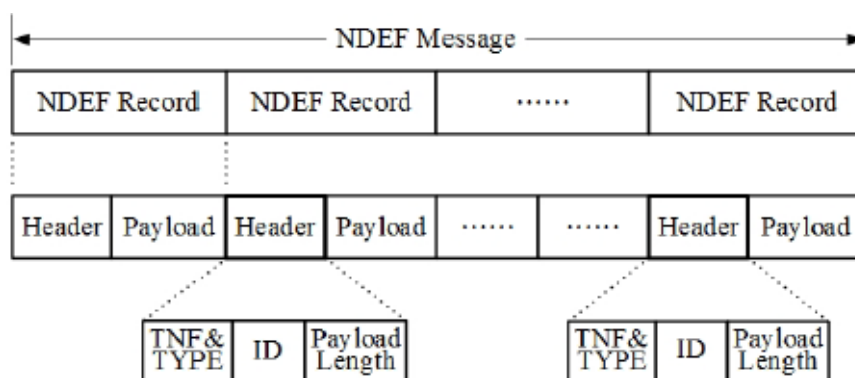 NDEF Message
NDEF Record NDEF Record ...... NDEF Record
Header Payload Header Payload ...... ...... Header Payload
TNF& TYPE ID Payload Length TNF& TYPE ID Payload Length